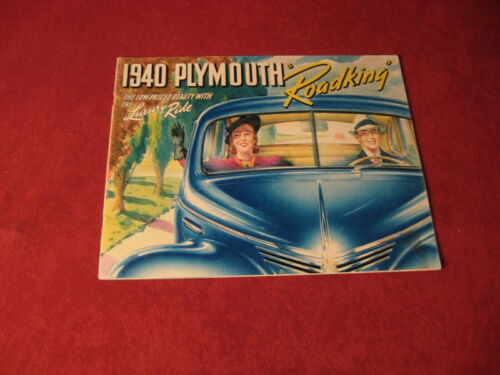 1940 PLYMOUTH "Roadking"
THE LOW-PRICED BEAUTY WITH
THE Luxury Ride